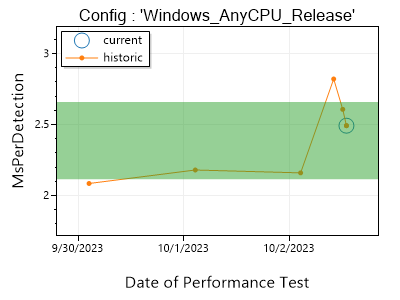 Config : 'Windows_AnyCPU_Release'
current
historic
MsPerDetection
3
2.5
2
9/30/2023
10/1/2023
10/2/2023
Date of Performance Test